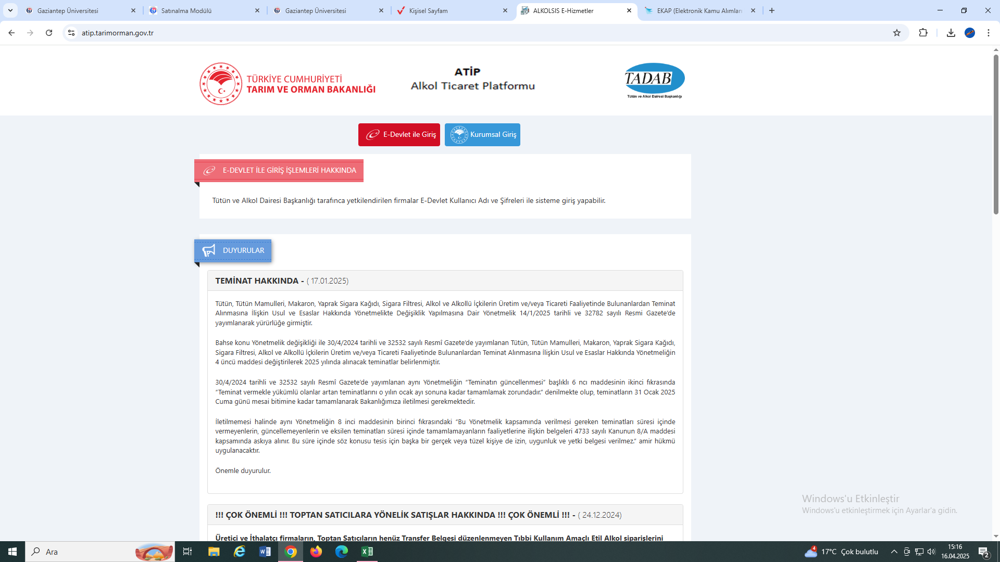 Gaziantep Üniversitesi
Satınalma Modülü
Gaziantep Üniversitesi
Kişisel Sayfam
ALKOLSIS E-Hizmetler
EKAP (Elektronik Kamu Alımları
atip.tarimorman.gov.tr
TÜRKİYE CUMHURİYETİ
TARIM VE ORMAN BAKANLIĞI
ATİP
Alkol Ticaret Platformu
TADAB
Tütün ve Alkol Dairesi Başkanlığı
E-Devlet ile Giriş
Kurumsal Giriş
E-DEVLET İLE GİRİŞ İŞLEMLERİ HAKKINDA
Tütün ve Alkol Dairesi Başkanlığı tarafınca yetkilendirilen firmalar E-Devlet Kullanıcı Adı ve Şifreleri ile sisteme giriş yapabilir.
DUYURULAR
TEMİNAT HAKKINDA - ( 17.01.2025)
Tütün, Tütün Mamulleri, Makaron, Yaprak Sigara Kağıdı, Sigara Filtresi, Alkol ve Alkollü İçkilerin Üretim ve/veya Ticareti Faaliyetinde Bulunanlardan Teminat
Alınmasına İlişkin Usul ve Esaslar Hakkında Yönetmelikte Değişiklik Yapılmasına Dair Yönetmelik 14/1/2025 tarihli ve 32782 sayılı Resmi Gazete’de
yayımlanarak yürürlüğe girmiştir.
Bahse konu Yönetmelik değişikliği ile 30/4/2024 tarihli ve 32532 sayılı Resmî Gazete’de yayımlanan Tütün, Tütün Mamulleri, Makaron, Yaprak Sigara Kağıdı,
Sigara Filtresi, Alkol ve Alkollü İçkilerin Üretim ve/veya Ticareti Faaliyetinde Bulunanlardan Teminat Alınmasına İlişkin Usul ve Esaslar Hakkında Yönetmeliğin
4 üncü maddesi değiştirilerek 2025 yılında alınacak teminatlar belirlenmiştir.
30/4/2024 tarihli ve 32532 sayılı Resmî Gazete’de yayımlanan aynı Yönetmeliğin “Teminatın güncellenmesi” başlıklı 6 ncı maddesinin ikinci fıkrasında
“Teminat vermekle yükümlü olanlar artan teminatlarını o yılın ocak ayı sonuna kadar tamamlamak zorundadır.” denilmekte olup, teminatların 31 Ocak 2025
Cuma günü mesai bitimine kadar tamamlanarak Bakanlığımıza iletilmesi gerekmektedir.
İletilmemesi halinde aynı Yönetmeliğin 8 inci maddesinin birinci fıkrasındaki “Bu Yönetmelik kapsamında verilmesi gereken teminatları süresi içinde
vermeyenlerin, güncellemeyenlerin ve eksilen teminatları süresi içinde tamamlamayanların faaliyetlerine ilişkin belgeleri 4733 sayılı Kanunun 8/A maddesi
kapsamında askıya alınır. Bu süre içinde söz konusu tesis için başka bir gerçek veya tüzel kişiye de izin, uygunluk ve yetki belgesi verilmez.” amir hükmü
uygulanacaktır.
Önemle duyurulur.
!!! ÇOK ÖNEMLİ !!! TOPTAN SATICILARA YÖNELİK SATIŞLAR HAKKINDA !!! ÇOK ÖNEMLİ !!! - ( 24.12.2024)
Üretici ve İthalatçı firmaların, Toptan Satıcıların henüz Transfer Belgesi düzenlenmeyen Tıbbi Kullanım Amaçlı Etil Alkol siparişlerini
Windows'u Etkinleştir
Windows'u etkinleştirmek için Ayarlar'a gidin.
Ara
4
17°C Çok bulutlu
15:16
16.04.2025
2